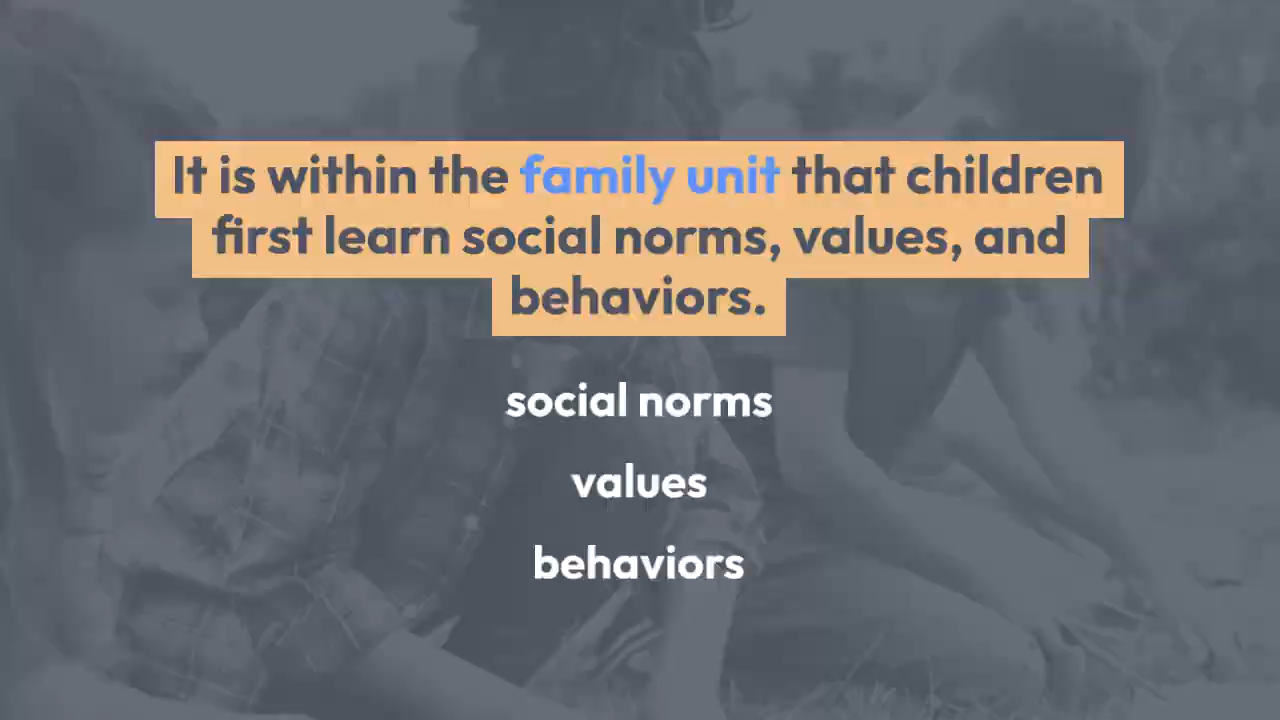 It is within the family unit that children
first learn social norms, values, and
behaviors.
social norms
values
behaviors